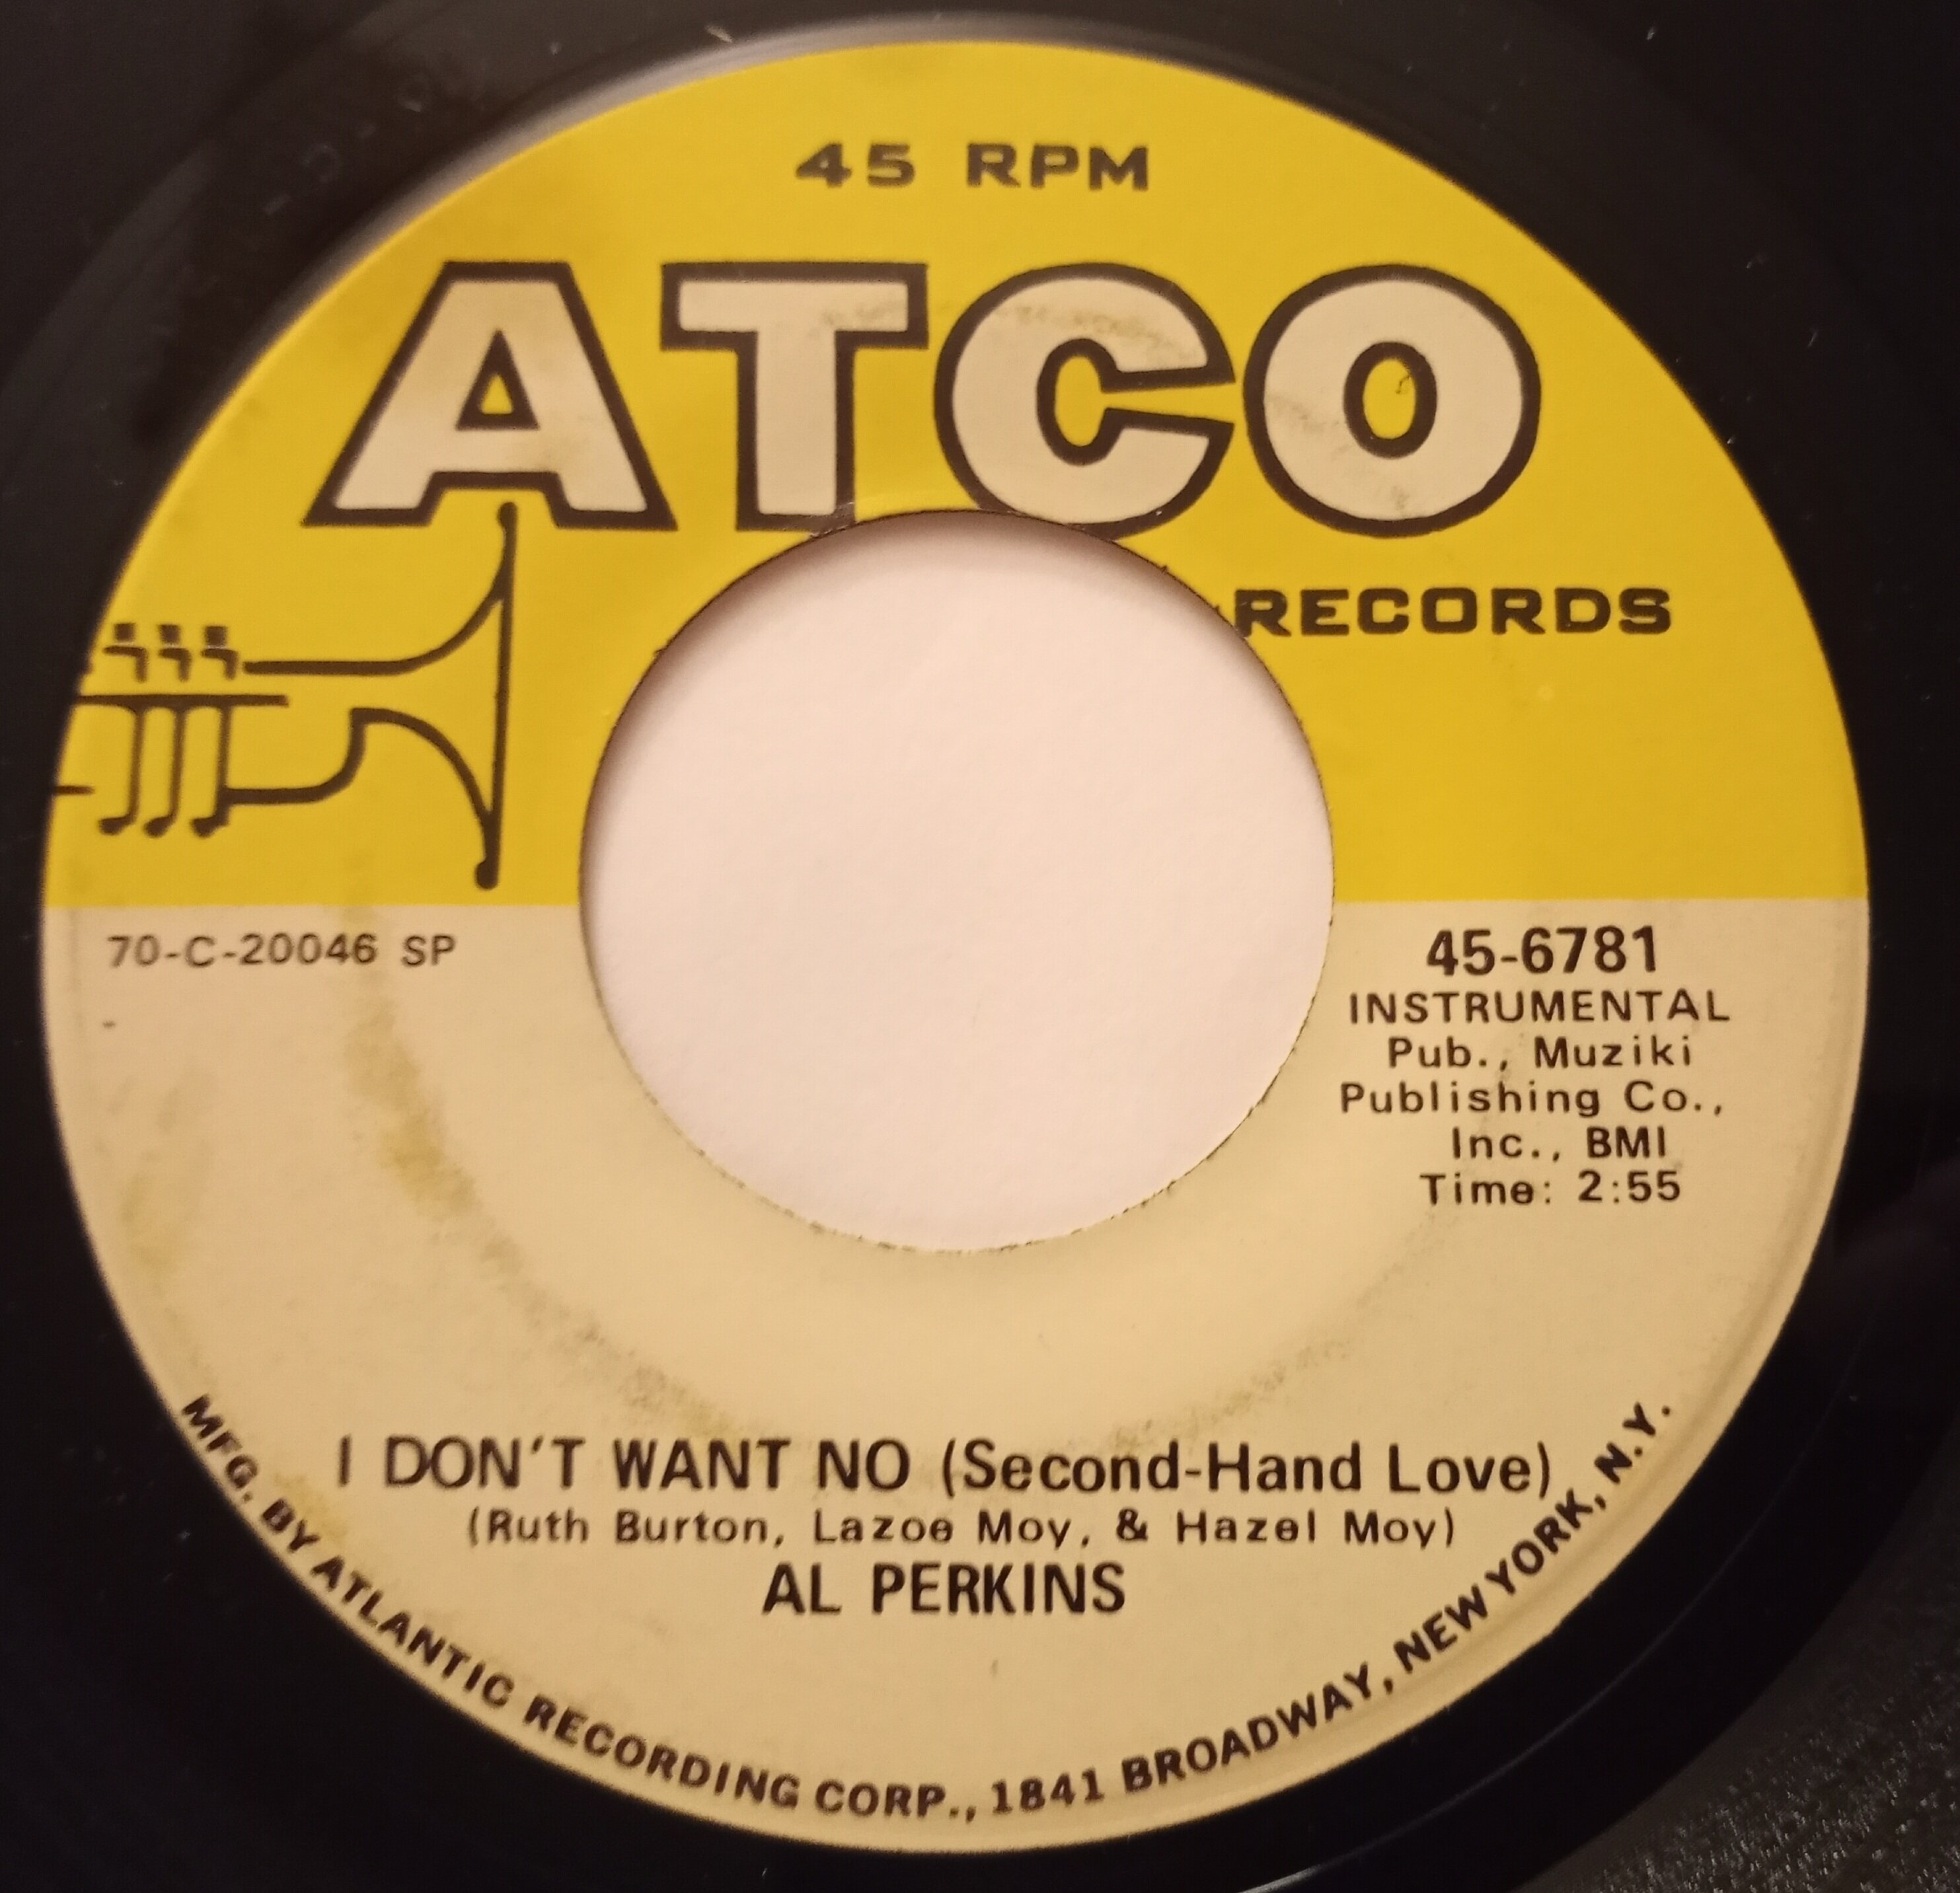 45 RPM
ATCO
RECORDS
70-C-20046 SP
45-6781
INSTRUMENTAL
Pub., Muziki
Publishing Co.,
Inc., BMI
Time: 2:55
I DON'T WANT NO (Second-Hand Love)
(Ruth Burton, Lazoe Moy, & Hazel Moy)
AL PERKINS
MFG. BY ATLANTIC RECORDING CORP., 1841 BROADWAY, NEW YORK, N.Y.